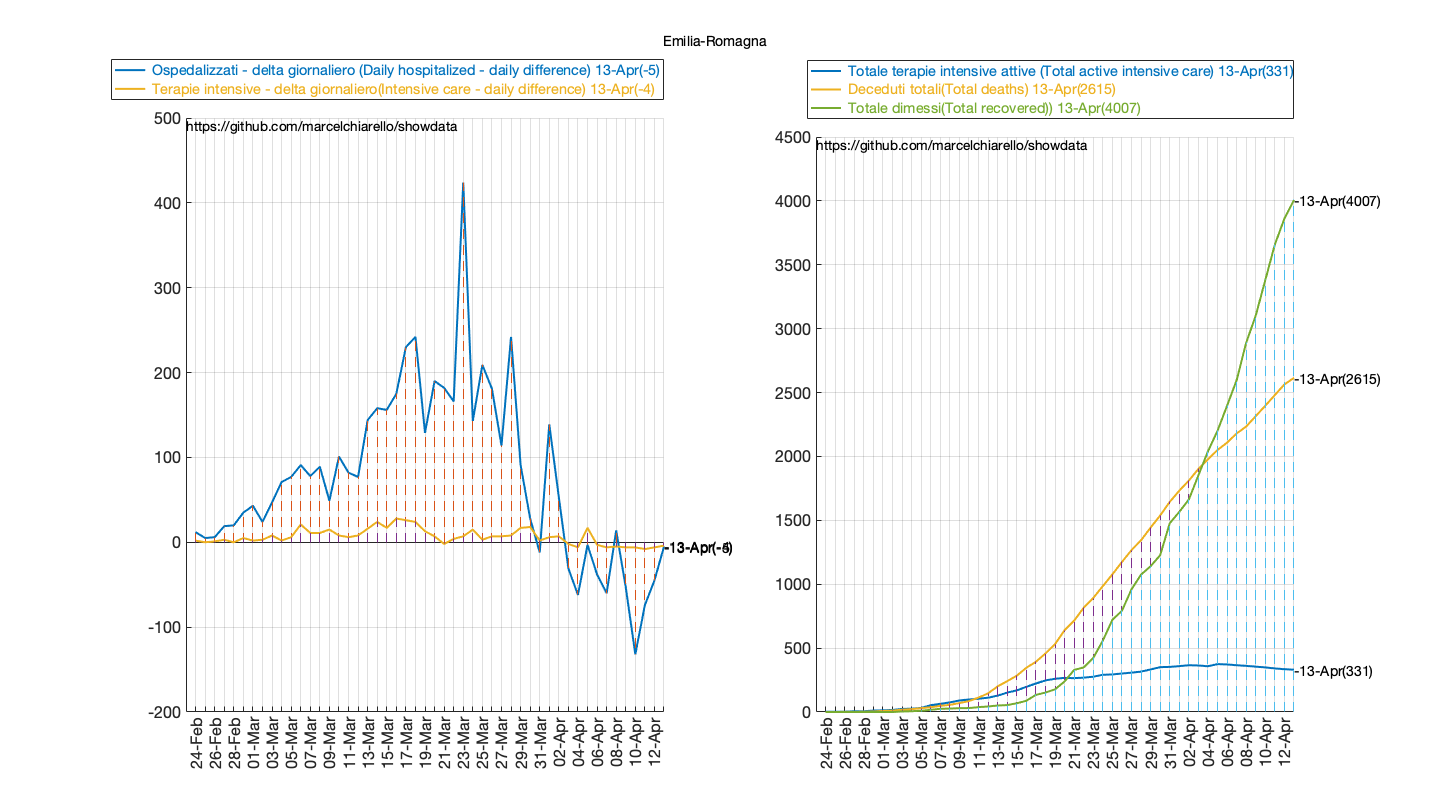 Emilia-Romagna
Ospedalizzati - delta giornaliero (Daily hospitalized - daily difference) 13-Apr(-5)
Terapie intensive - delta giornaliero(Intensive care - daily difference) 13-Apr(-4)
https://github.com/marcelchiarello/showdata
500
400
300
200
100
0
-100
-200
-13-Apr(-5)
-13-Apr(-4)
24-Feb
26-Feb
28-Feb
01-Mar
03-Mar
05-Mar
07-Mar
09-Mar
11-Mar
13-Mar
15-Mar
17-Mar
19-Mar
21-Mar
23-Mar
25-Mar
27-Mar
29-Mar
31-Mar
02-Apr
04-Apr
06-Apr
08-Apr
10-Apr
12-Apr
Totale terapie intensive attive (Total active intensive care) 13-Apr(331)
Deceduti totali(Total deaths) 13-Apr(2615)
Totale dimessi(Total recovered)) 13-Apr(4007)
https://github.com/marcelchiarello/showdata
4500
4000
3500
3000
2500
2000
1500
1000
500
0
-13-Apr(4007)
-13-Apr(2615)
-13-Apr(331)
24-Feb
26-Feb
28-Feb
01-Mar
03-Mar
05-Mar
07-Mar
09-Mar
11-Mar
13-Mar
15-Mar
17-Mar
19-Mar
21-Mar
23-Mar
25-Mar
27-Mar
29-Mar
31-Mar
02-Apr
04-Apr
06-Apr
08-Apr
10-Apr
12-Apr